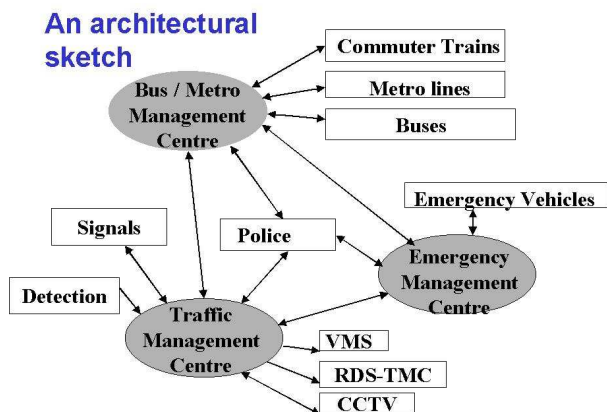 An architectural
sketch
Commuter Trains
Bus / Metro
Management
Centre
Metro lines
Buses
Emergency Vehicles
Signals
Police
Emergency
Management
Centre
Detection
Traffic
Management
Centre
VMS
RDS-TMC
CCTV